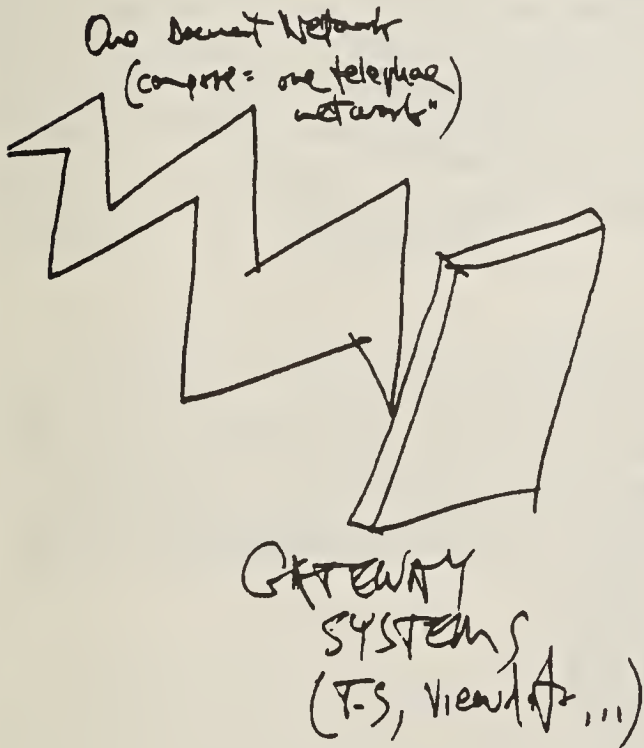 One Document Network
(compare: one telephone
network")
GATEWAY
SYSTEMS
(T-S, Viewdata, ...)